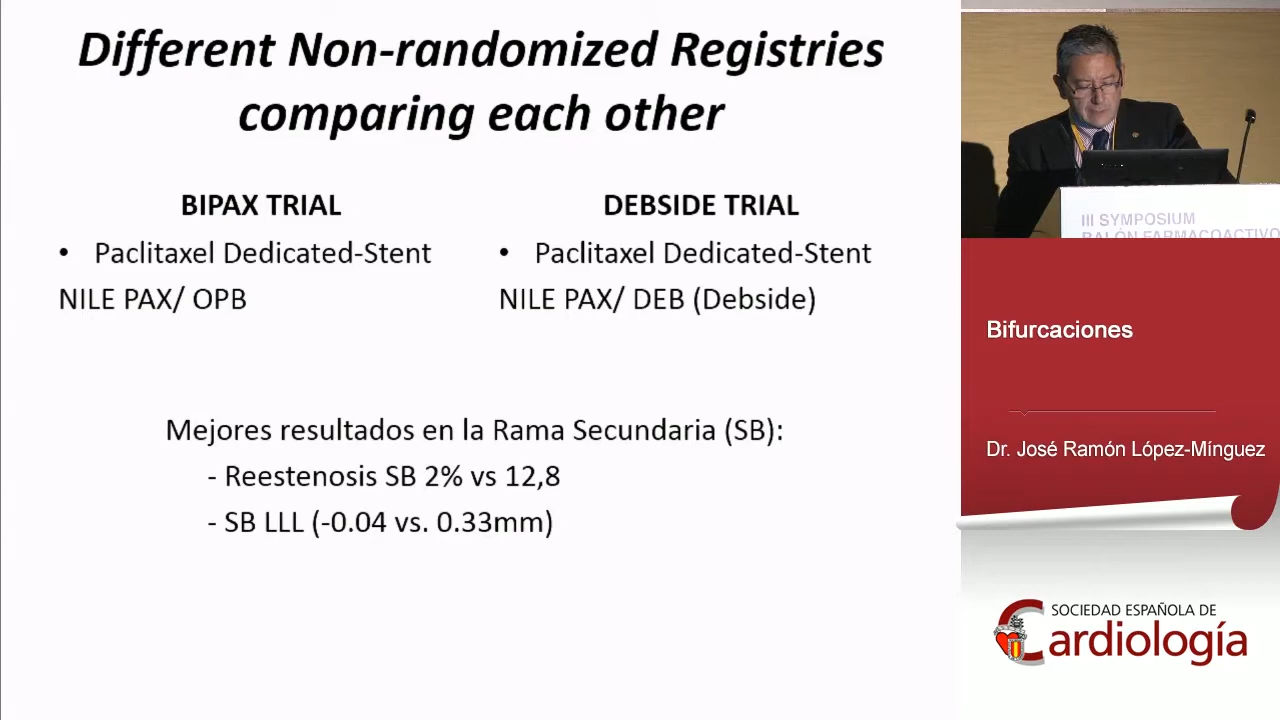 Different Non-randomized Registries
comparing each other
BIPAX TRIAL
• Paclitaxel Dedicated-Stent
NILE PAX/ OPB
DEBSIDE TRIAL
• Paclitaxel Dedicated-Stent
NILE PAX/ DEB (Debside)
Mejores resultados en la Rama Secundaria (SB):
- Reestenosis SB 2% vs 12,8
- SB LLL (-0.04 vs. 0.33mm)
III SYMPOSIUM
BALÓN FARMACOACTIVO
Bifurcaciones
Dr. José Ramón López-Mínguez
SOCIEDAD ESPAÑOLA DE
Cardiología